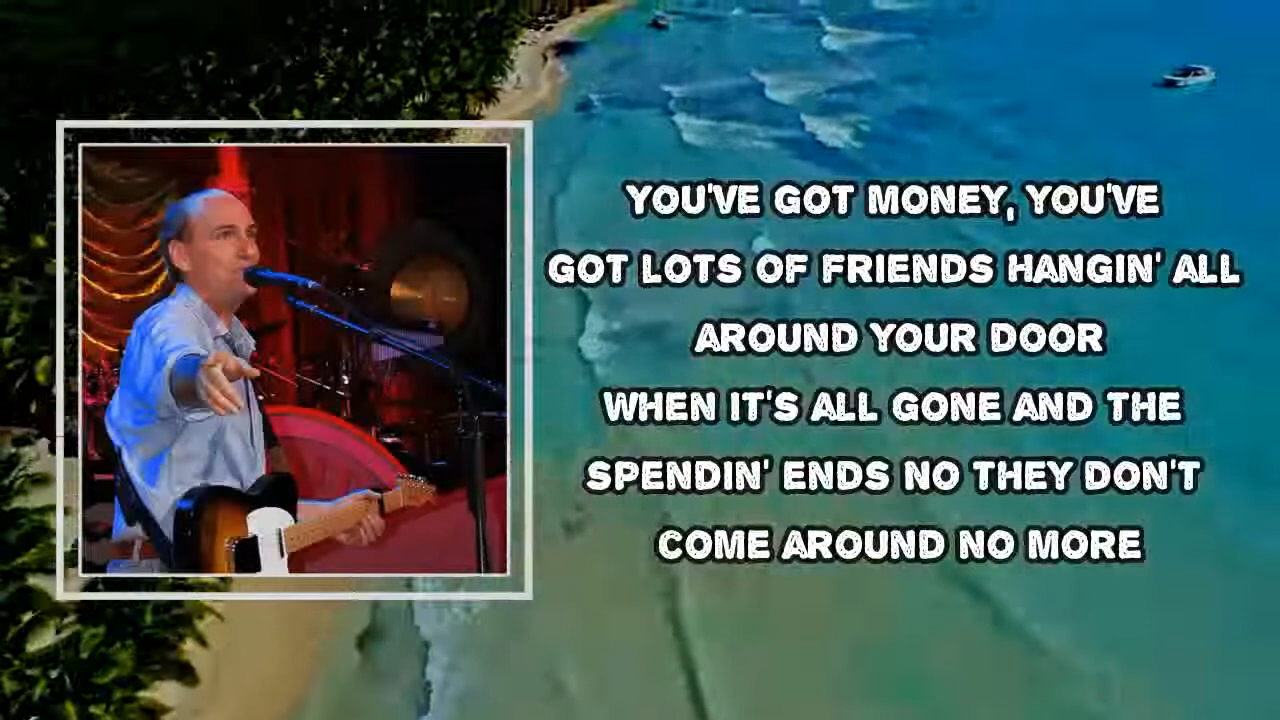 YOU'VE GOT MONEY, YOU'VE
GOT LOTS OF FRIENDS HANGIN' ALL
AROUND YOUR DOOR
WHEN IT'S ALL GONE AND THE
SPENDIN' ENDS NO THEY DON'T
COME AROUND NO MORE